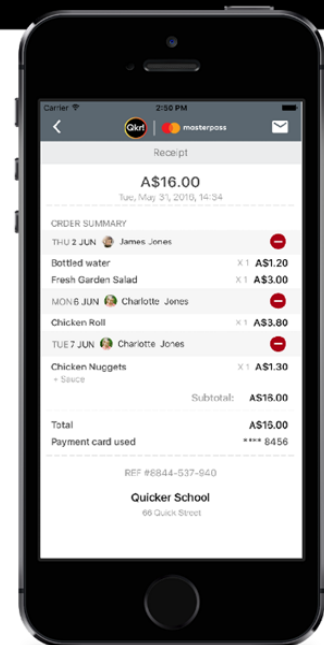 Carrier 2:50 PM
Qkr! masterpass
Receipt
A$16.00
Tue, May 31, 2016, 14:34
ORDER SUMMARY
THU 2 JUN James Jones
Bottled water X 1 A$1.20
Fresh Garden Salad X 1 A$3.00
MON 6 JUN Charlotte Jones
Chicken Roll X 1 A$3.80
TUE 7 JUN Charlotte Jones
Chicken Nuggets X 1 A$1.30
+ Sauce
Subtotal: A$16.00
Total A$16.00
Payment card used **** 8456
REF #8844-537-940
Quicker School
66 Quick Street